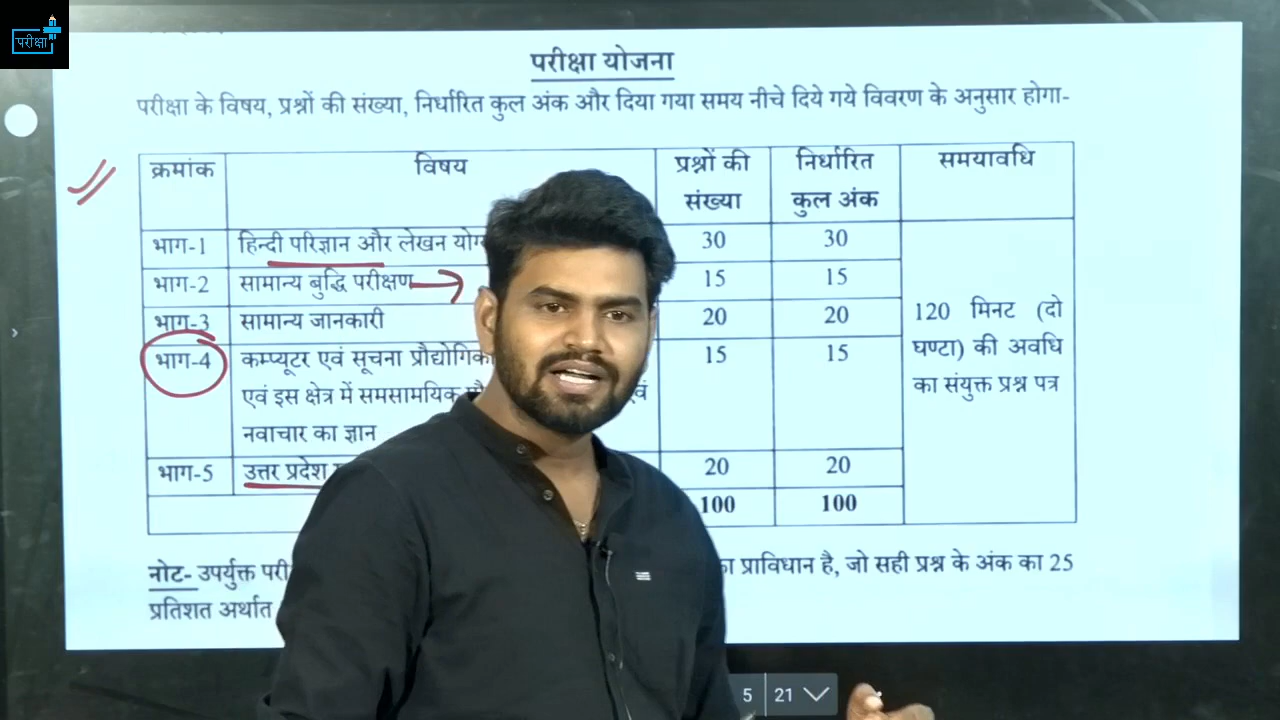 परीक्षा
परीक्षा योजना
परीक्षा के विषय, प्रश्नों की संख्या, निर्धारित कुल अंक और दिया गया समय नीचे दिये गये विवरण के अनुसार होगा-
क्रमांक विषय प्रश्नों की संख्या निर्धारित कुल अंक समयावधि
भाग-1 हिन्दी परिज्ञान और लेखन 30 30
भाग-2 सामान्य बुद्धि परीक्षण 15 15
भाग-3 सामान्य जानकारी 20 20
120 मिनट (दो
घण्टा) की अवधि
का संयुक्त प्रश्न पत्र
भाग-4 कम्प्यूटर एवं सूचना 15 15
एवं इस क्षेत्र में समसामयिक
नवाचार का ज्ञान
भाग-5 उत्तर प्रदेश 20 20
100 100
नोट- उपर्युक्त प्राविधान है, जो सही प्रश्न के अंक का 25
प्रतिशत अर्थात
5 21